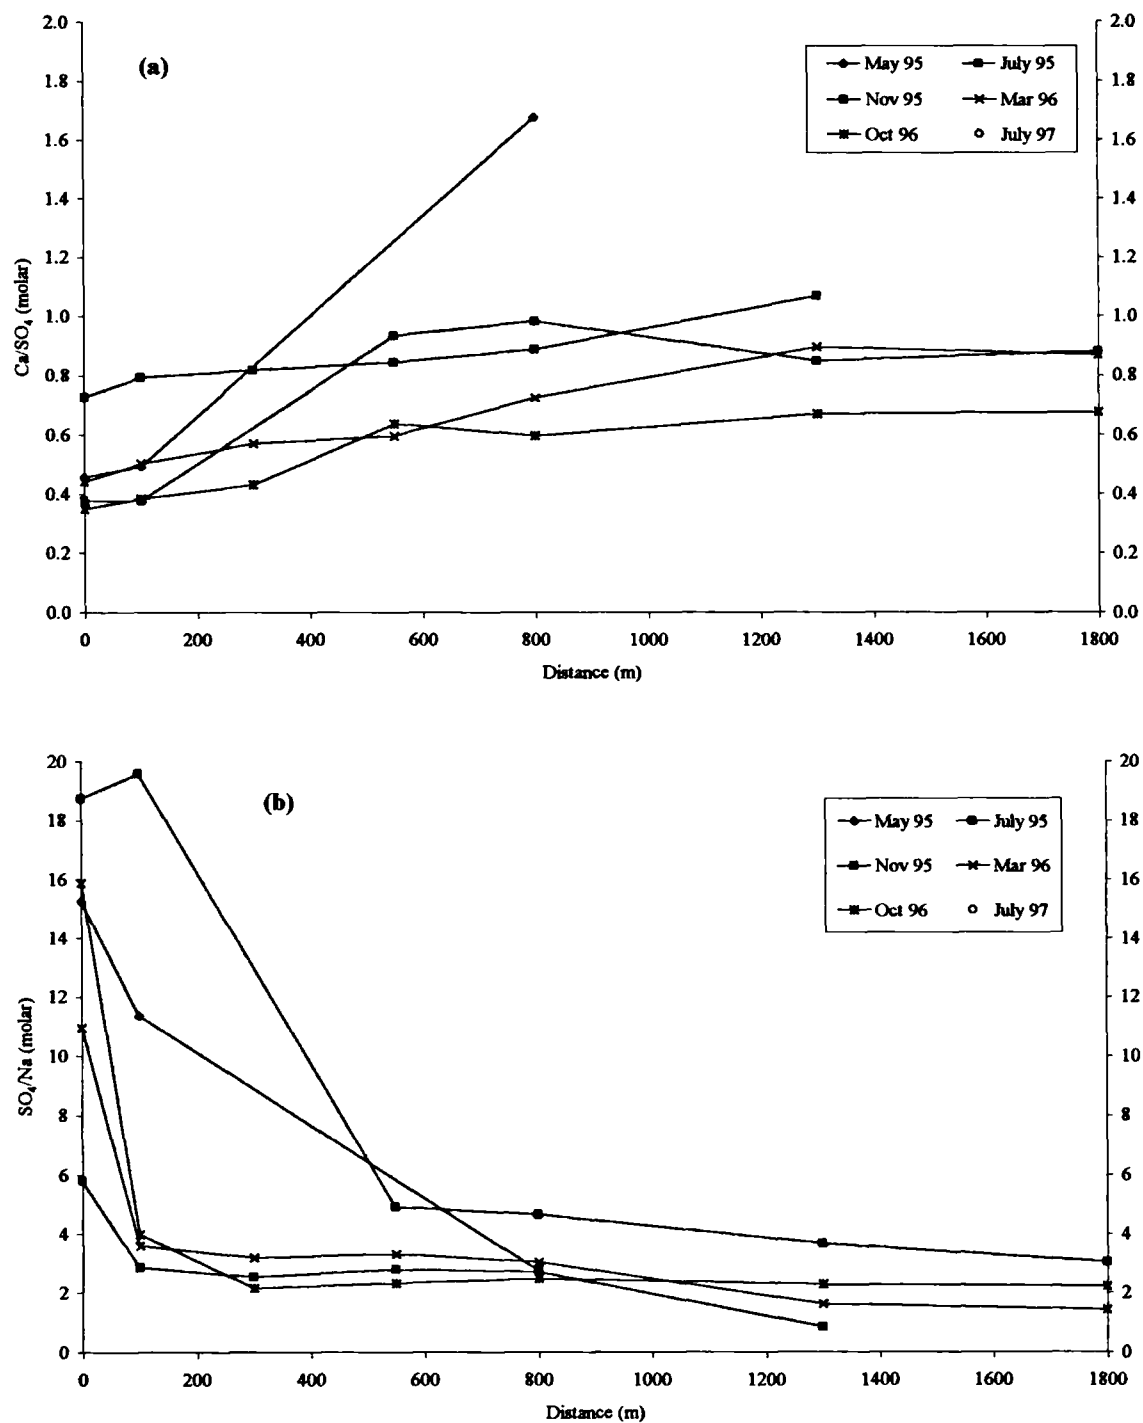 (a)
May 95 July 95
Nov 95 Mar 96
Oct 96 July 97
Ca/SO₄ (molar)
2.0 2.0
1.8 1.8
1.6 1.6
1.4 1.4
1.2 1.2
1.0 1.0
0.8 0.8
0.6 0.6
0.4 0.4
0.2 0.2
0.0 0.0
0 200 400 600 800 1000 1200 1400 1600 1800
Distance (m)
(b)
May 95 July 95
Nov 95 Mar 96
Oct 96 July 97
SO₄/Na (molar)
20 20
18 18
16 16
14 14
12 12
10 10
8 8
6 6
4 4
2 2
0 0
0 200 400 600 800 1000 1200 1400 1600 1800
Distance (m)